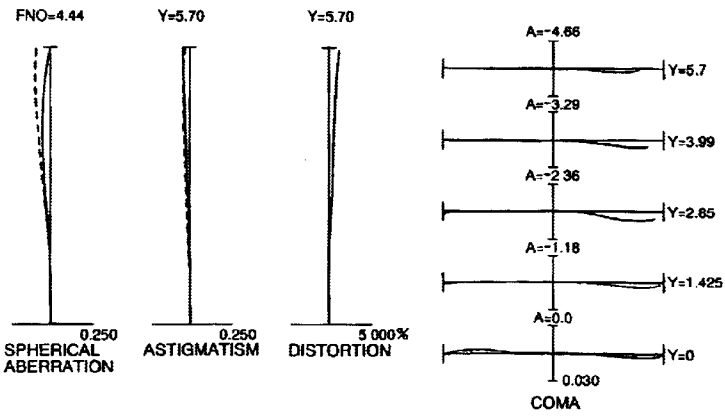 FNO=4.44
Y=5.70
Y=5.70
0.250
SPHERICAL
ABERRATION
0.250
ASTIGMATISM
5 000%
DISTORTION
A=-4.66
Y=5.7
A=-3.29
Y=3.99
A=-2 36
Y=2.85
A=-1.18
Y=1.425
A=0.0
Y=0
0.030
COMA